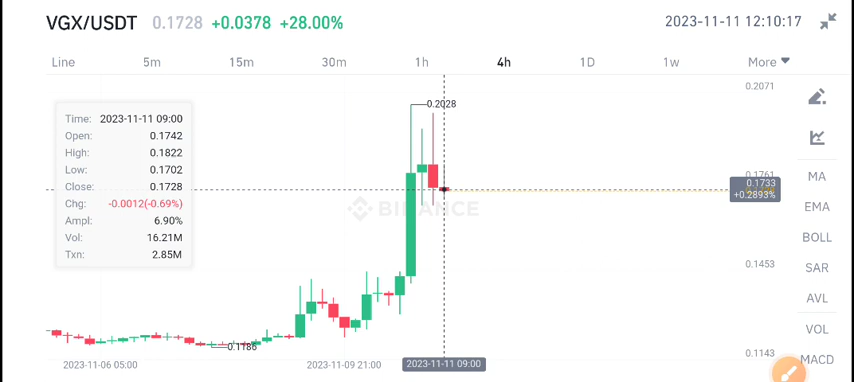 VGX/USDT 0.1728 +0.0378 +28.00% 2023-11-11 12:10:17
Line 5m 15m 30m 1h 4h 1D 1w More
0.2071
Time: 2023-11-11 09:00
Open: 0.1742
High: 0.1822
Low: 0.1702
Close: 0.1728
Chg: -0.0012(-0.69%)
Ampl: 6.90%
Vol: 16.21M
Txn: 2.85M
0.2028
0.1761
0.1733
+0.2893%
BINANCE
0.1453
0.1186
0.1143
2023-11-06 05:00 2023-11-09 21:00 2023-11-11 09:00
MA
EMA
BOLL
SAR
AVL
VOL
MACD